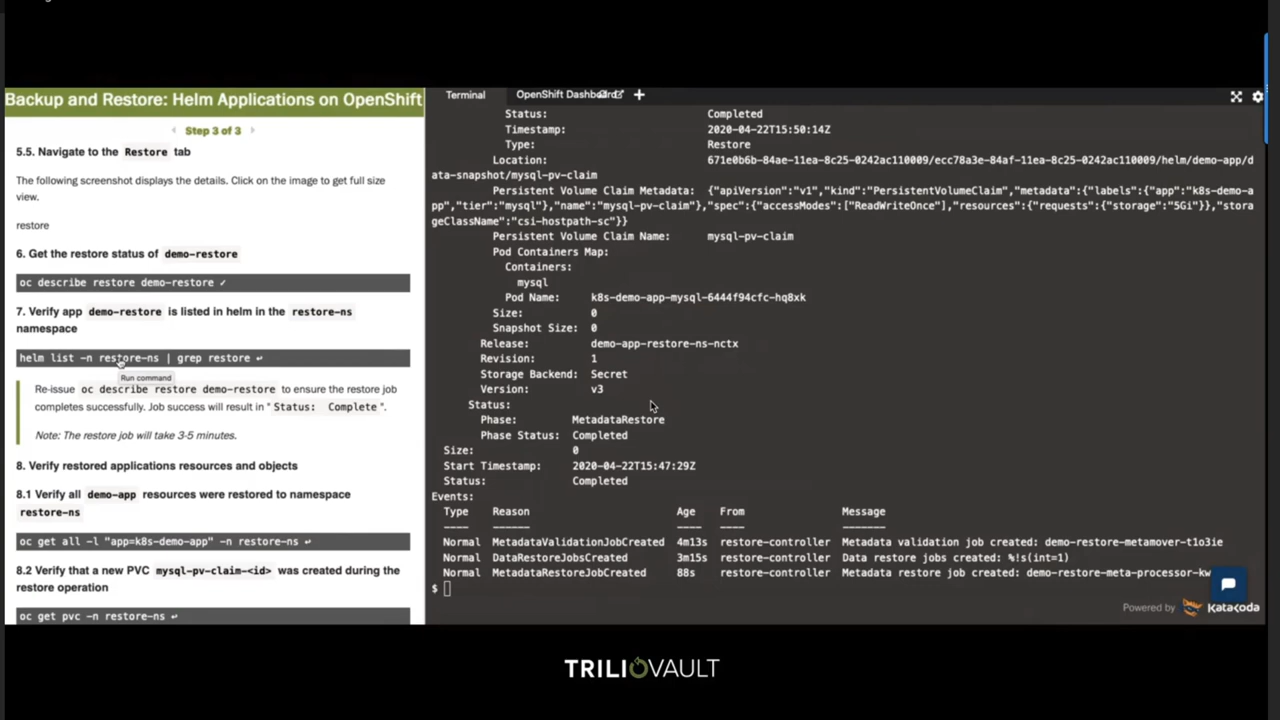 Backup and Restore: Helm Applications on OpenShift
Step 3 of 3
5.5. Navigate to the Restore tab
The following screenshot displays the details. Click on the image to get full size
view.
restore
6. Get the restore status of demo-restore
oc describe restore demo-restore ✓
7. Verify app demo-restore is listed in helm in the restore-ns
namespace
helm list -n restore-ns | grep restore ↩
Run command
Re-issue oc describe restore demo-restore to ensure the restore job
completes successfully. Job success will result in " Status: Complete ".
Note: The restore job will take 3-5 minutes.
8. Verify restored applications resources and objects
8.1 Verify all demo-app resources were restored to namespace
restore-ns
oc get all -l "app=k8s-demo-app" -n restore-ns ↩
8.2 Verify that a new PVC mysql-pv-claim-<id> was created during the
restore operation
oc get pvc -n restore-ns ↩
Terminal OpenShift Dashboard +
Status: Completed
Timestamp: 2020-04-22T15:50:14Z
Type: Restore
Location: 671e0b6b-84ae-11ea-8c25-0242ac110009/ecc78a3e-84af-11ea-8c25-0242ac110009/helm/demo-app/d
ata-snapshot/mysql-pv-claim
Persistent Volume Claim Metadata: {"apiVersion":"v1","kind":"PersistentVolumeClaim","metadata":{"labels":{"app":"k8s-demo-a
pp","tier":"mysql"},"name":"mysql-pv-claim"},"spec":{"accessModes":["ReadWriteOnce"],"resources":{"requests":{"storage":"5Gi"}},"stora
geClassName":"csi-hostpath-sc"}}
Persistent Volume Claim Name: mysql-pv-claim
Pod Containers Map:
Containers:
mysql
Pod Name: k8s-demo-app-mysql-6444f94cfc-hq8xk
Size: 0
Snapshot Size: 0
Release: demo-app-restore-ns-nctx
Revision: 1
Storage Backend: Secret
Version: v3
Status:
Phase: MetadataRestore
Phase Status: Completed
Size: 0
Start Timestamp: 2020-04-22T15:47:29Z
Status: Completed
Events:
Type Reason Age From Message
---- ------ ---- ---- -------
Normal MetadataValidationJobCreated 4m13s restore-controller Metadata validation job created: demo-restore-metamover-t1o3ie
Normal DataRestoreJobsCreated 3m15s restore-controller Data restore jobs created: %!s(int=1)
Normal MetadataRestoreJobCreated 88s restore-controller Metadata restore job created: demo-restore-meta-processor-kw
$
Powered by Katacoda
TRILIOVAULT